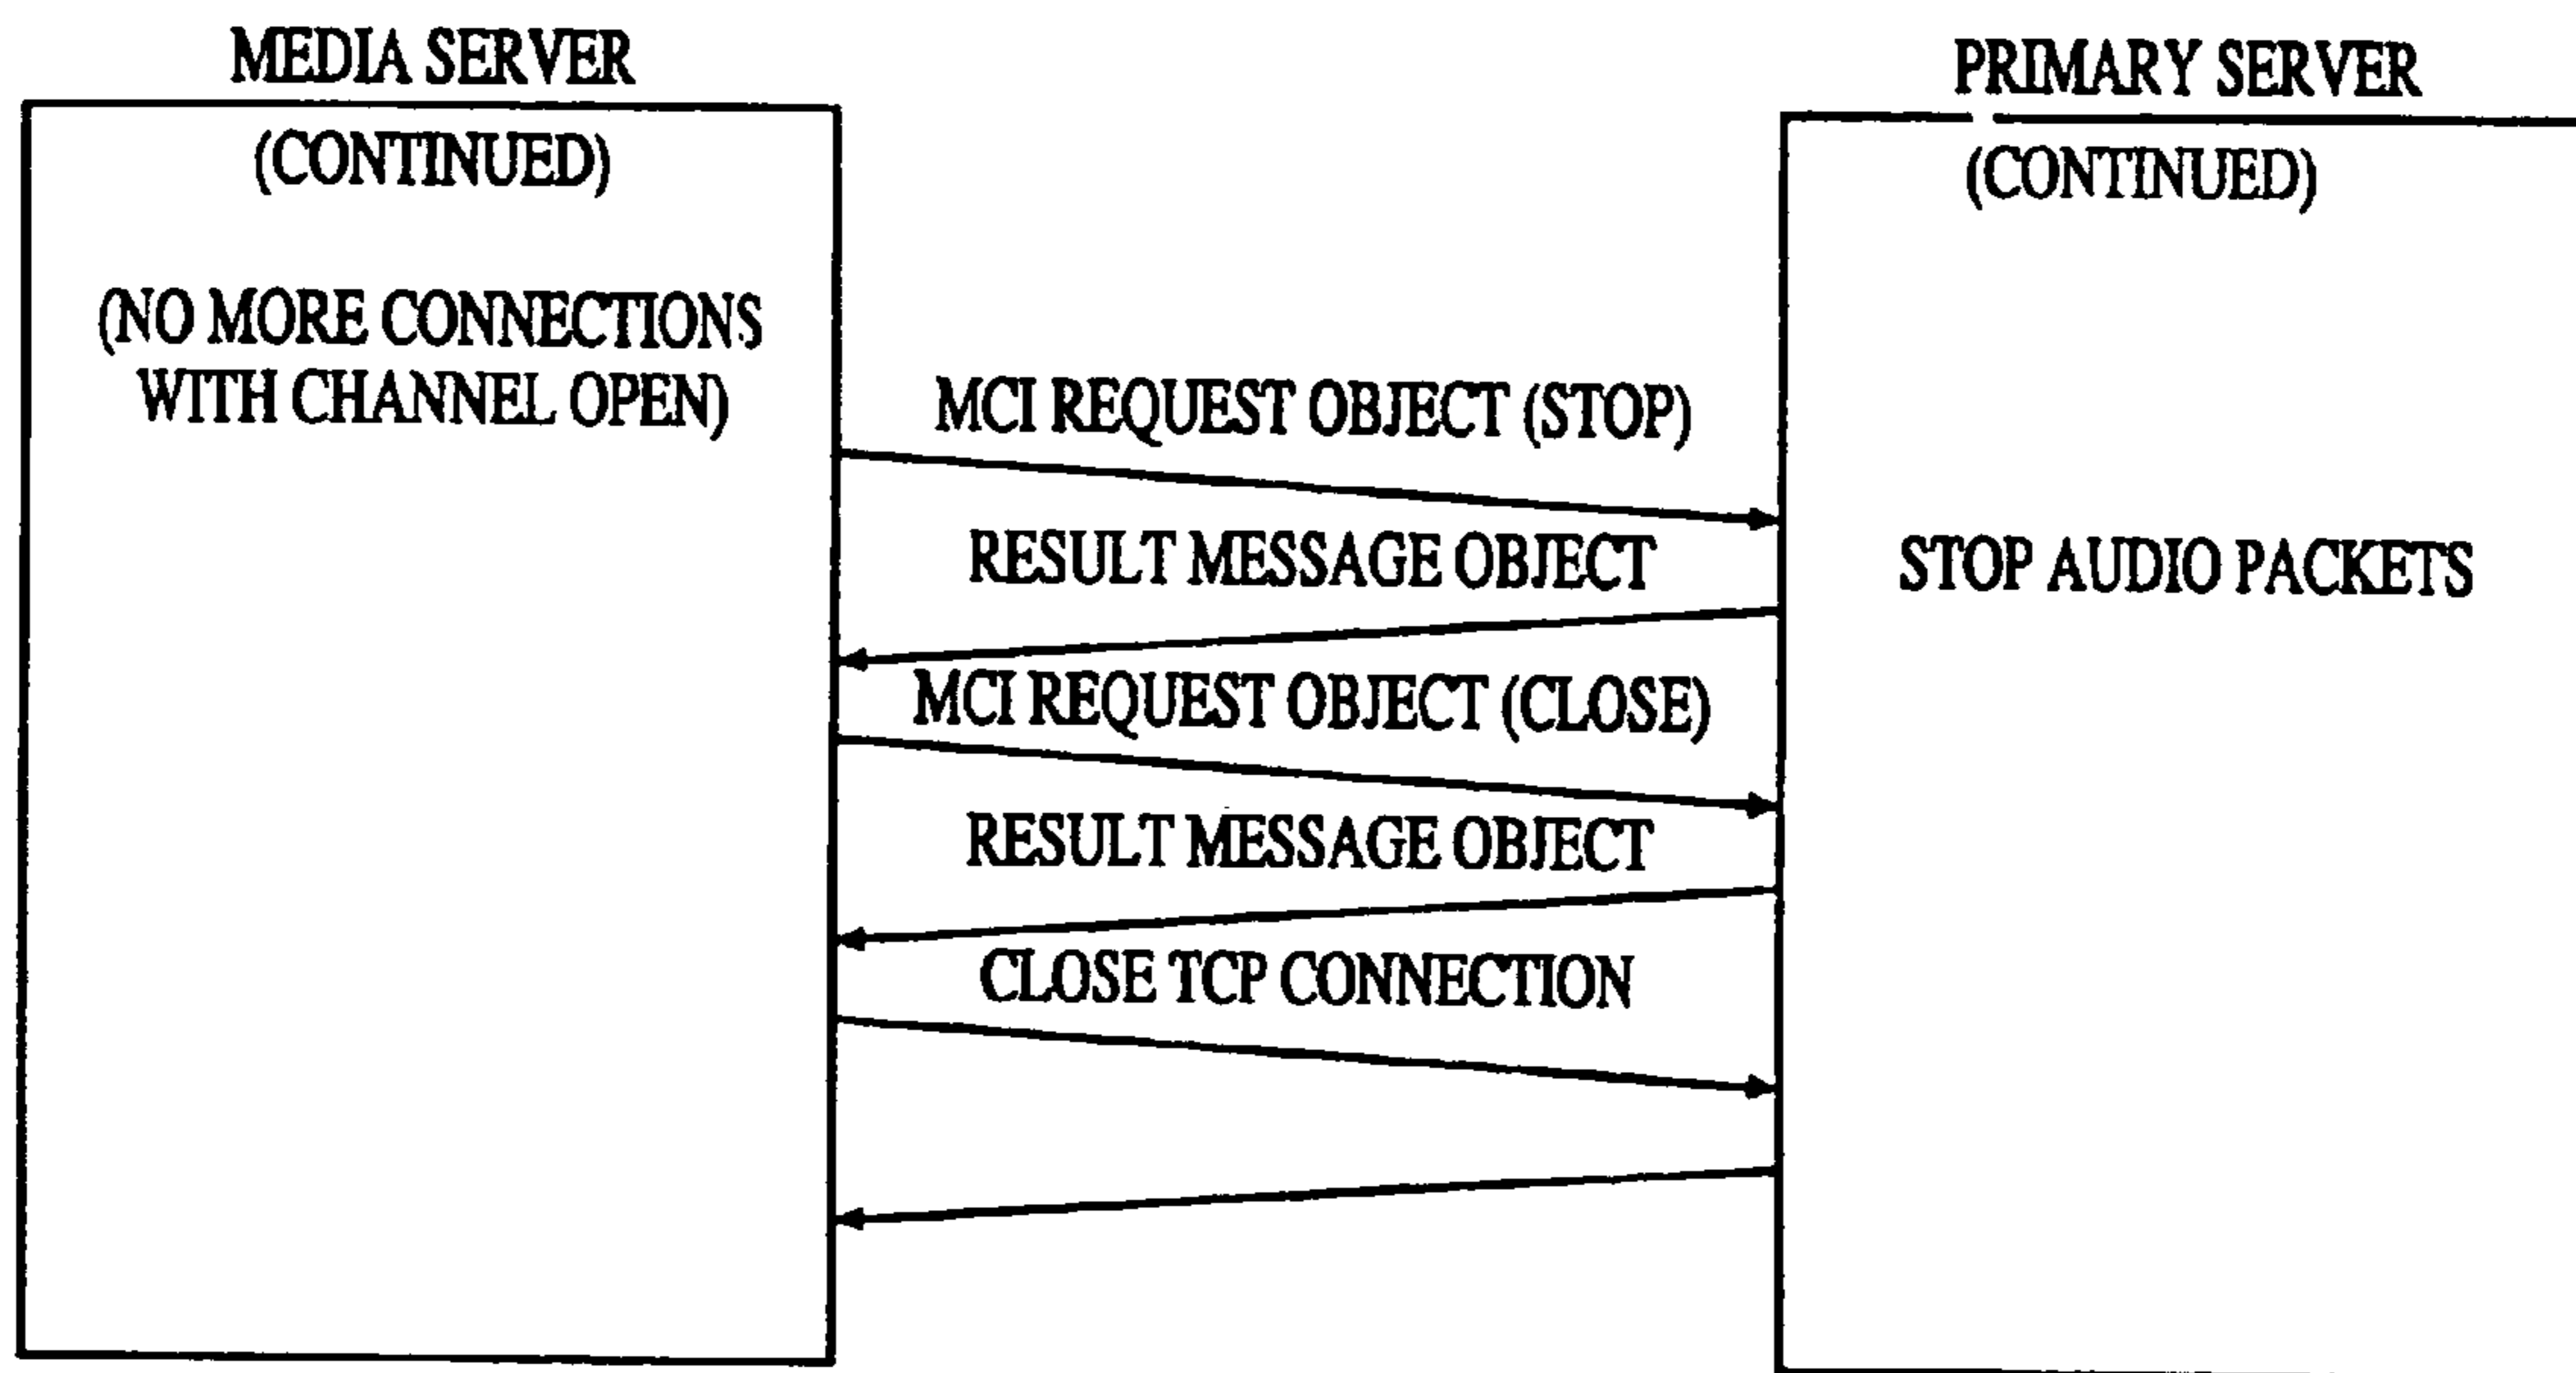 MEDIA SERVER
(CONTINUED)
(NO MORE CONNECTIONS
WITH CHANNEL OPEN)
MCI REQUEST OBJECT (STOP)
RESULT MESSAGE OBJECT
MCI REQUEST OBJECT (CLOSE)
RESULT MESSAGE OBJECT
CLOSE TCP CONNECTION
PRIMARY SERVER
(CONTINUED)
STOP AUDIO PACKETS